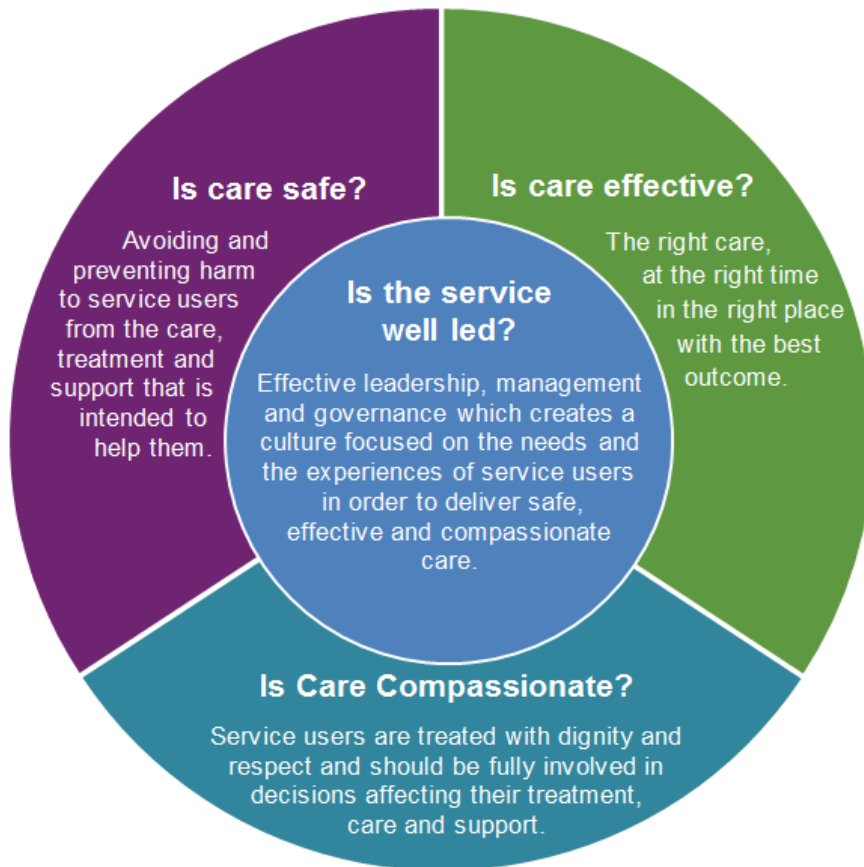 Is care safe?
Avoiding and
preventing harm
to service users
from the care,
treatment and
support that is
intended to
help them.
Is care effective?
The right care,
at the right time
in the right place
with the best
outcome.
Is the service
well led?
Effective leadership, management
and governance which creates a
culture focused on the needs and
the experiences of service users
in order to deliver safe,
effective and compassionate
care.
Is Care Compassionate?
Service users are treated with dignity and
respect and should be fully involved in
decisions affecting their treatment,
care and support.